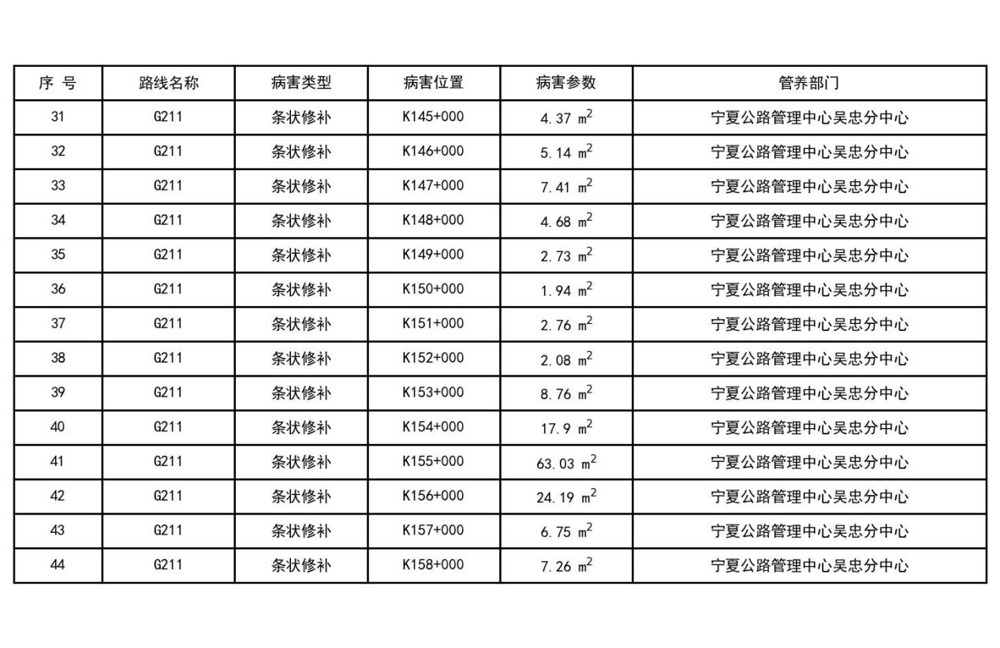 序 号 路线名称 病害类型 病害位置 病害参数 管养部门
31 G211 条状修补 K145+000 4.37 m² 宁夏公路管理中心吴忠分中心
32 G211 条状修补 K146+000 5.14 m² 宁夏公路管理中心吴忠分中心
33 G211 条状修补 K147+000 7.41 m² 宁夏公路管理中心吴忠分中心
34 G211 条状修补 K148+000 4.68 m² 宁夏公路管理中心吴忠分中心
35 G211 条状修补 K149+000 2.73 m² 宁夏公路管理中心吴忠分中心
36 G211 条状修补 K150+000 1.94 m² 宁夏公路管理中心吴忠分中心
37 G211 条状修补 K151+000 2.76 m² 宁夏公路管理中心吴忠分中心
38 G211 条状修补 K152+000 2.08 m² 宁夏公路管理中心吴忠分中心
39 G211 条状修补 K153+000 8.76 m² 宁夏公路管理中心吴忠分中心
40 G211 条状修补 K154+000 17.9 m² 宁夏公路管理中心吴忠分中心
41 G211 条状修补 K155+000 63.03 m² 宁夏公路管理中心吴忠分中心
42 G211 条状修补 K156+000 24.19 m² 宁夏公路管理中心吴忠分中心
43 G211 条状修补 K157+000 6.75 m² 宁夏公路管理中心吴忠分中心
44 G211 条状修补 K158+000 7.26 m² 宁夏公路管理中心吴忠分中心